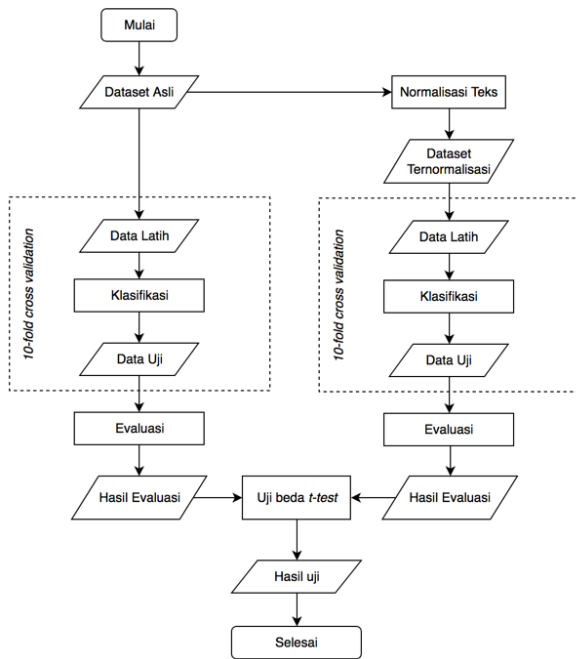 Mulai
Dataset Asli
Normalisasi Teks
Dataset
Ternormalisasi
10-fold cross validation
Data Latih
Klasifikasi
Data Uji
10-fold cross validation
Data Latih
Klasifikasi
Data Uji
Evaluasi
Evaluasi
Hasil Evaluasi
Uji beda t-test
Hasil Evaluasi
Hasil uji
Selesai